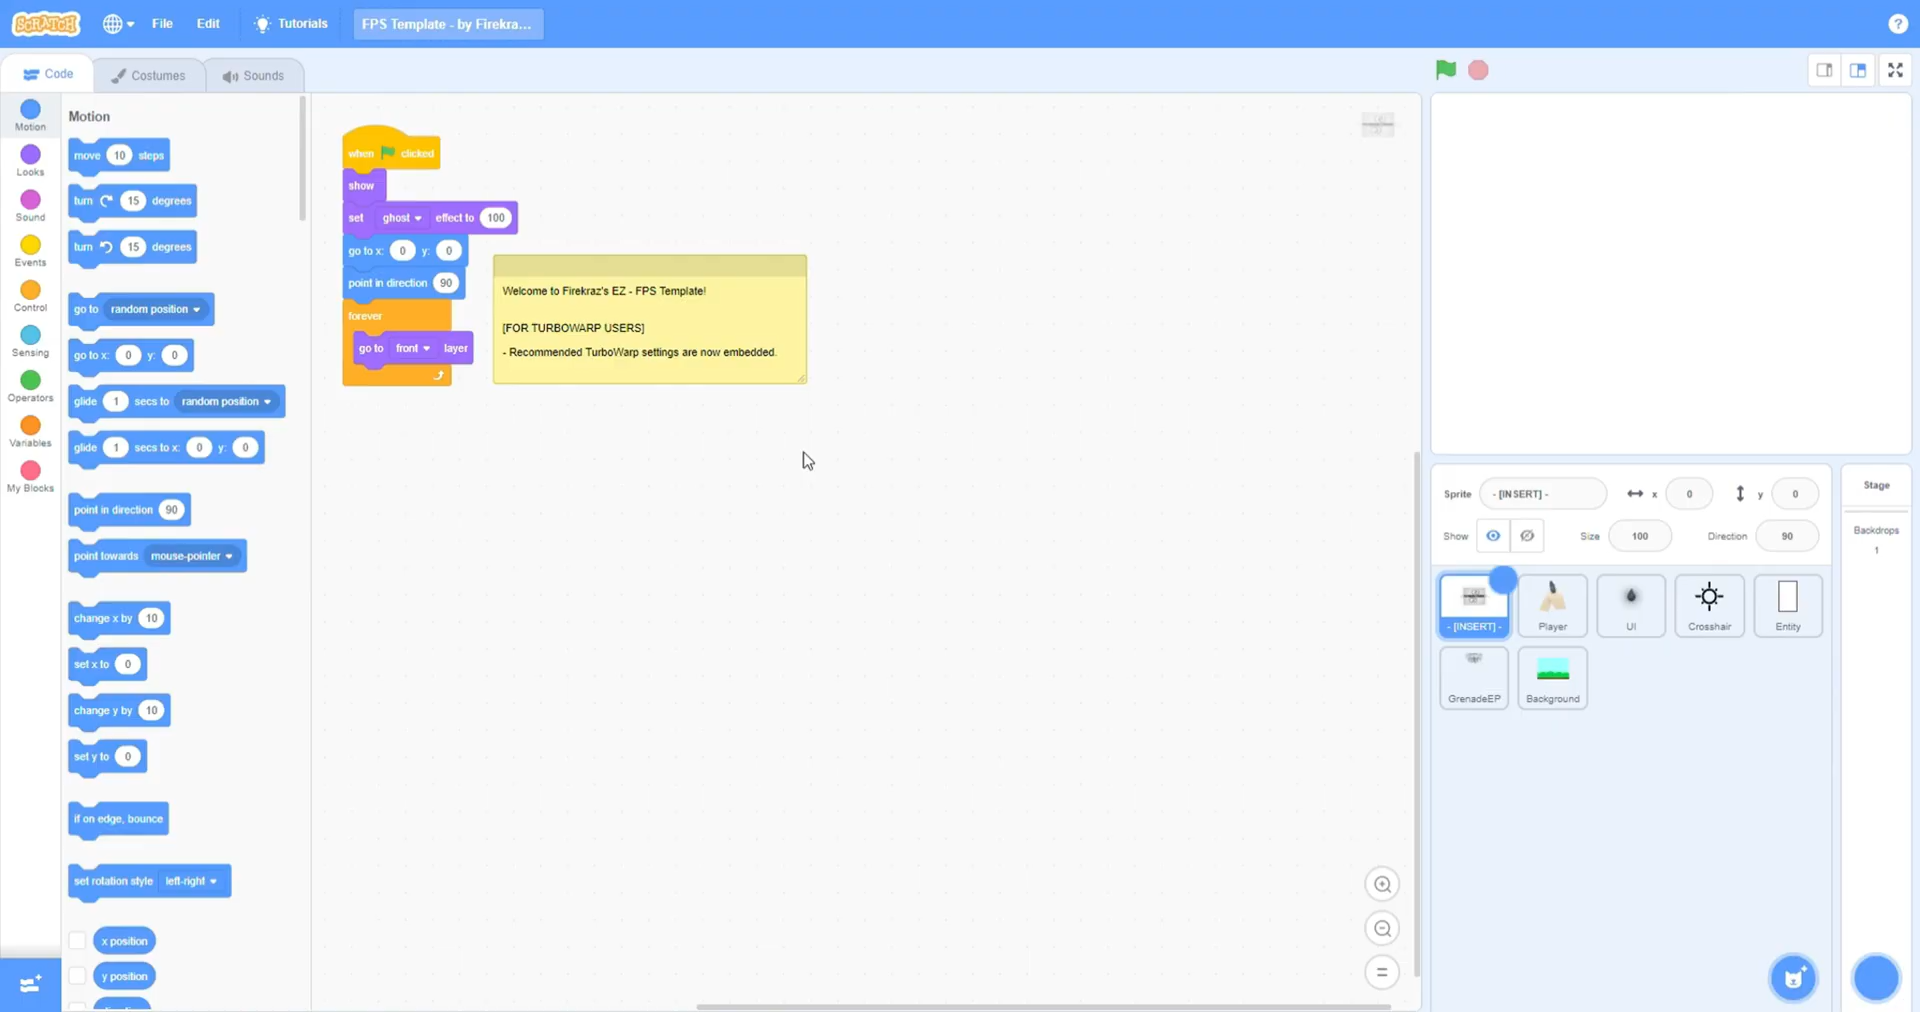 SCRATCH
File
Edit
Tutorials
FPS Template - by Firekra...
?
Code
Costumes
Sounds
Motion
Looks
Sound
Events
Control
Sensing
Operators
Variables
My Blocks
Motion
move 10 steps
turn 15 degrees
turn 15 degrees
go to random position
go to x: 0 y: 0
glide 1 secs to random position
glide 1 secs to x: 0 y: 0
point in direction 90
point towards mouse-pointer
change x by 10
set x to 0
change y by 10
set y to 0
if on edge, bounce
set rotation style left-right
x position
y position
when clicked
show
set ghost effect to 100
go to x: 0 y: 0
point in direction 90
forever
go to front layer
Welcome to Firekraz's EZ - FPS Template!
[FOR TURBOWARP USERS]
- Recommended TurboWarp settings are now embedded.
Sprite - [INSERT] - x 0 y 0
Show Size 100 Direction 90
- [INSERT] -
Player
UI
Crosshair
Entity
GrenadeEP
Background
Stage
Backdrops
1